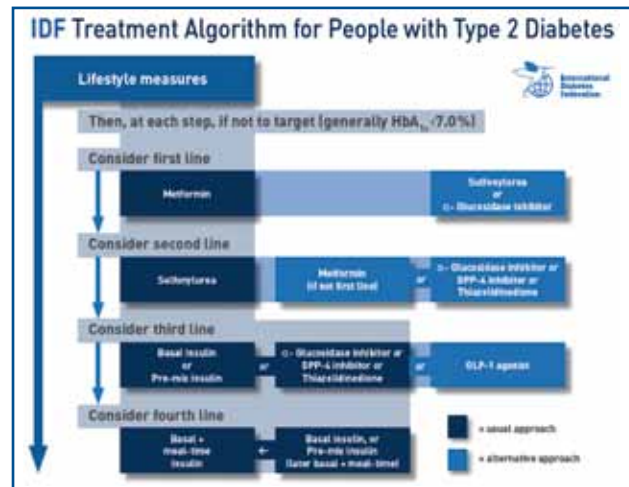 IDF Treatment Algorithm for People with Type 2 Diabetes
Lifestyle measures
International
Diabetes
Federation
Then, at each step, if not to target (generally HbA1c <7.0%)
Consider first line
Metformin
Sulfonylurea
or
α- Glucosidase inhibitor
Consider second line
Sulfonylurea
Metformin
(if not first line)
or
α- Glucosidase inhibitor or
DPP-4 inhibitor or
Thiazolidinedione
Consider third line
Basal insulin
or
Pre-mix insulin
or
α- Glucosidase inhibitor or
DPP-4 inhibitor or
Thiazolidinedione
or
GLP-1 agonist
Consider fourth line
Basal +
meal-time
insulin
←
Basal insulin, or
Pre-mix insulin
(later basal + meal-time)
= usual approach
= alternative approach